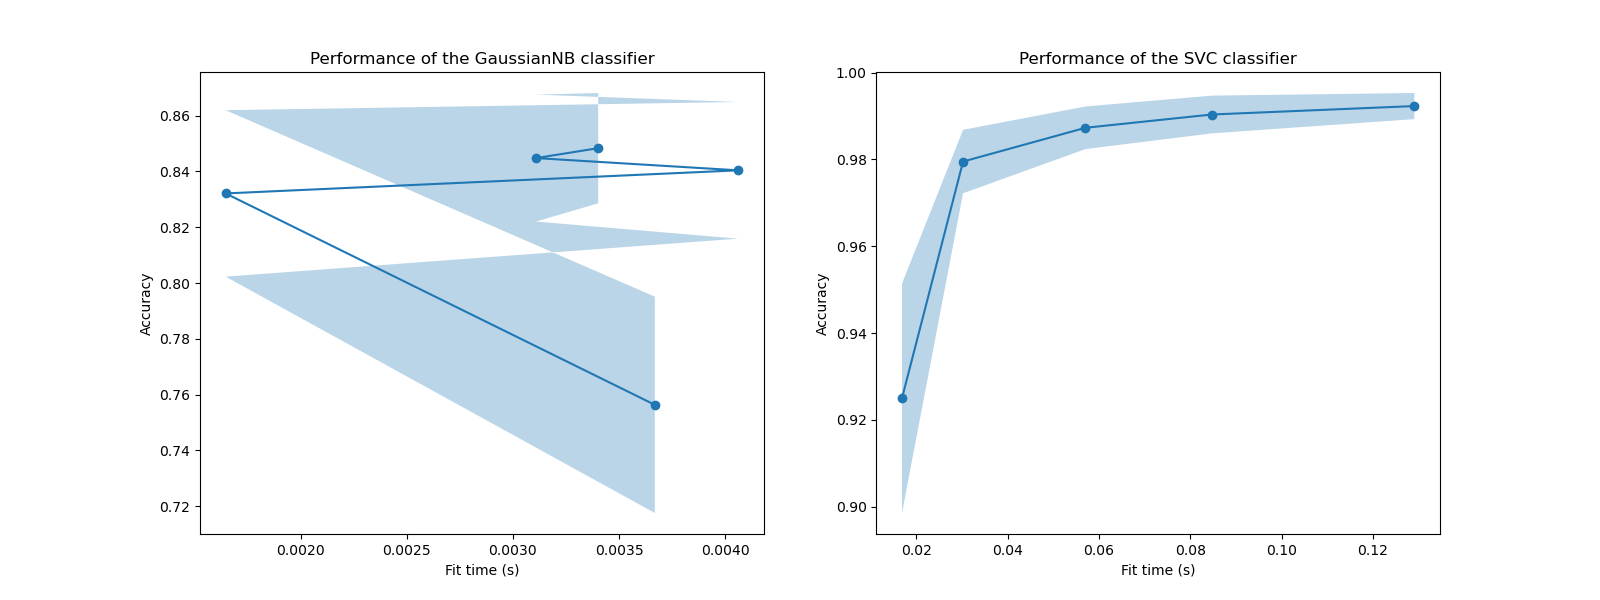 Performance of the GaussianNB classifier
0.86
0.84
0.82
0.80
0.78
0.76
0.74
0.72
Accuracy
0.0020 0.0025 0.0030 0.0035 0.0040
Fit time (s)
Performance of the SVC classifier
1.00
0.98
0.96
0.94
0.92
0.90
Accuracy
0.02 0.04 0.06 0.08 0.10 0.12
Fit time (s)